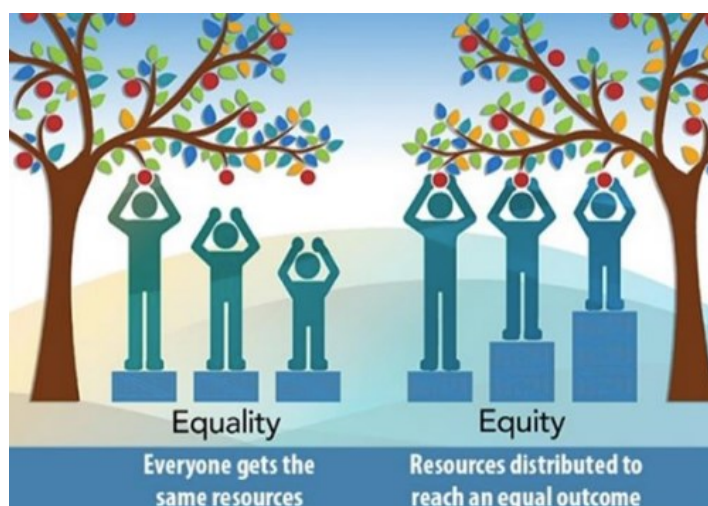 Equality
Everyone gets the
same resources
Equity
Resources distributed to
reach an equal outcome